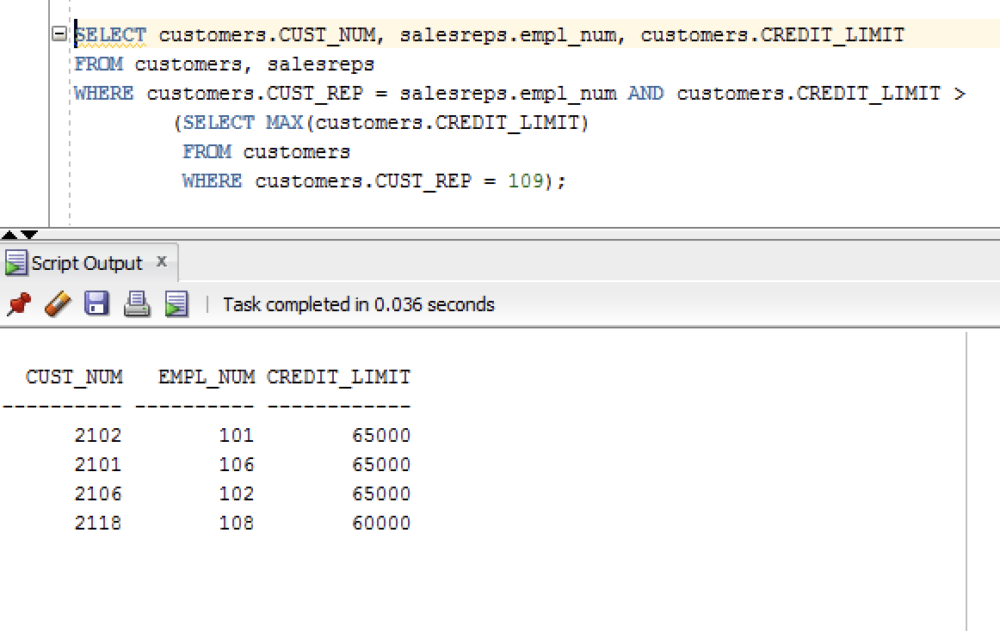 SELECT customers.CUST_NUM, salesreps.empl_num, customers.CREDIT_LIMIT
FROM customers, salesreps
WHERE customers.CUST_REP = salesreps.empl_num AND customers.CREDIT_LIMIT >
(SELECT MAX(customers.CREDIT_LIMIT)
FROM customers
WHERE customers.CUST_REP = 109);
Script Output x
| Task completed in 0.036 seconds
CUST_NUM EMPL_NUM CREDIT_LIMIT
---------- ---------- ------------
2102 101 65000
2101 106 65000
2106 102 65000
2118 108 60000